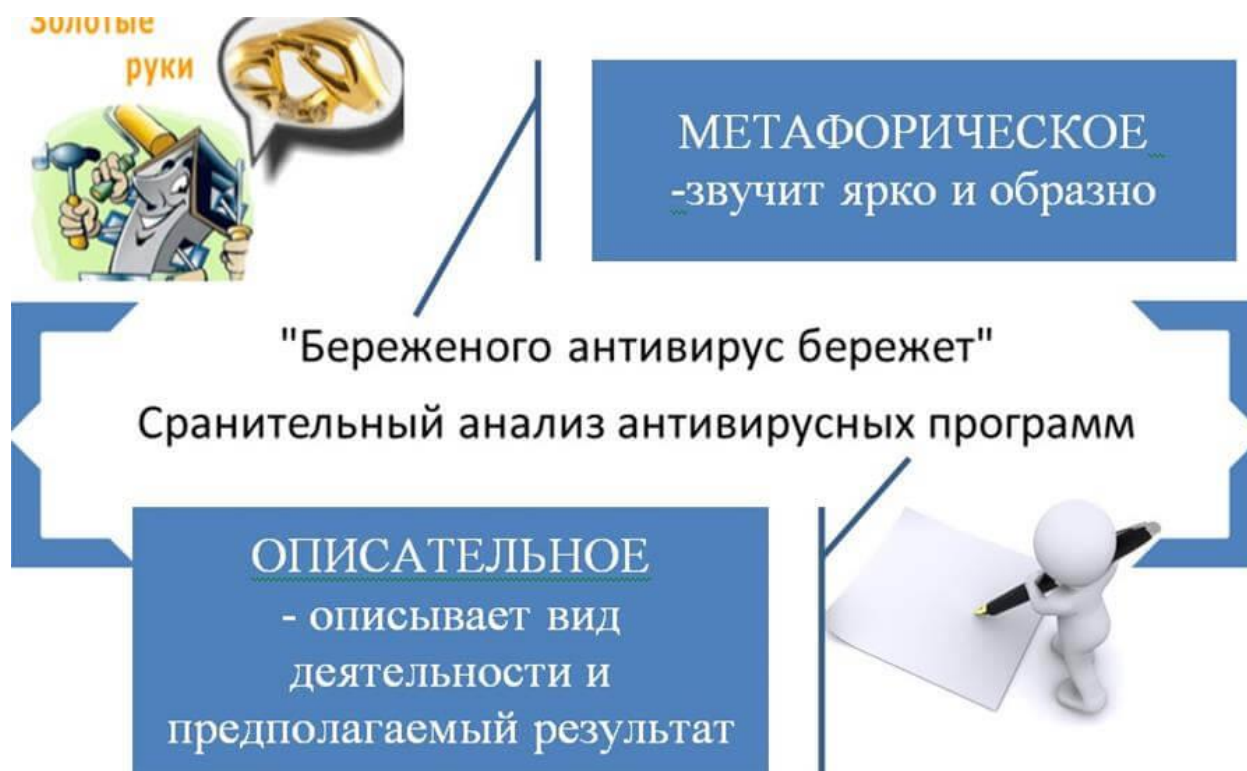 Золотые
руки
МЕТАФОРИЧЕСКОЕ
-звучит ярко и образно
"Береженого антивирус бережет"
Сранительный анализ антивирусных программ
ОПИСАТЕЛЬНОЕ
- описывает вид
деятельности и
предполагаемый результат